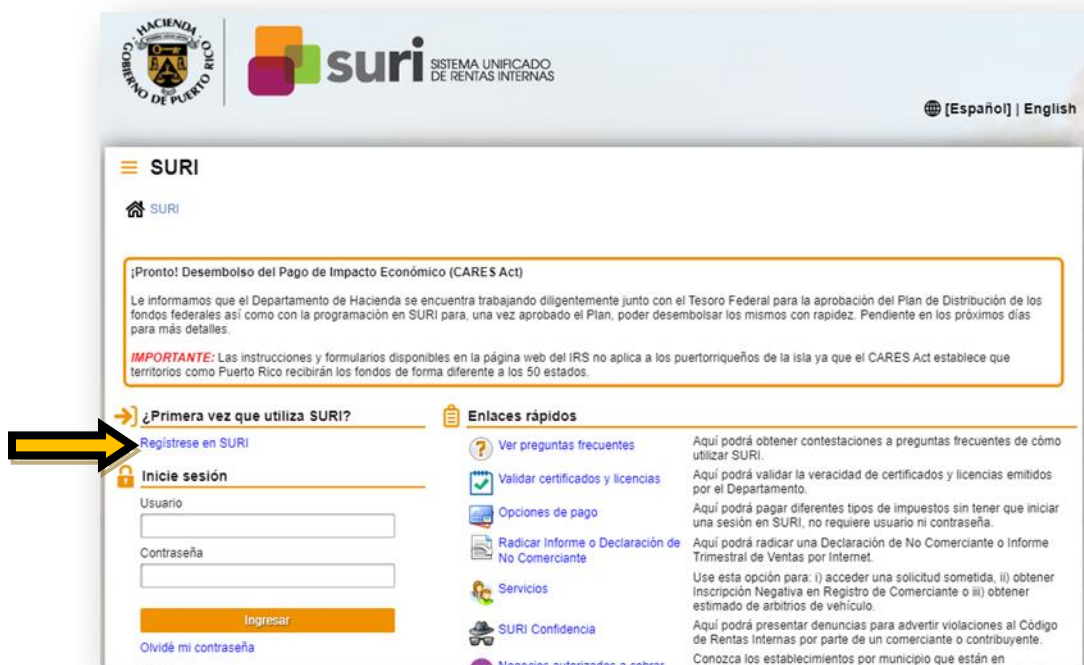 HACIENDA
GOBIERNO DE PUERTO RICO
suri SISTEMA UNIFICADO
DE RENTAS INTERNAS
[Español] | English
SURI
SURI
¡Pronto! Desembolso del Pago de Impacto Económico (CARES Act)
Le informamos que el Departamento de Hacienda se encuentra trabajando diligentemente junto con el Tesoro Federal para la aprobación del Plan de Distribución de los
fondos federales así como con la programación en SURI para, una vez aprobado el Plan, poder desembolsar los mismos con rapidez. Pendiente en los próximos días
para más detalles.
IMPORTANTE: Las instrucciones y formularios disponibles en la página web del IRS no aplica a los puertorriqueños de la isla ya que el CARES Act establece que
territorios como Puerto Rico recibirán los fondos de forma diferente a los 50 estados.
¿Primera vez que utiliza SURI?
Regístrese en SURI
Inicie sesión
Usuario
Contraseña
Ingresar
Olvidé mi contraseña
Enlaces rápidos
Ver preguntas frecuentes
Aquí podrá obtener contestaciones a preguntas frecuentes de cómo
utilizar SURI.
Validar certificados y licencias
Aquí podrá validar la veracidad de certificados y licencias emitidos
por el Departamento.
Opciones de pago
Aquí podrá pagar diferentes tipos de impuestos sin tener que iniciar
una sesión en SURI, no requiere usuario ni contraseña.
Radicar Informe o Declaración de
No Comerciante
Aquí podrá radicar una Declaración de No Comerciante o Informe
Trimestral de Ventas por Internet.
Servicios
Use esta opción para: i) acceder una solicitud sometida, ii) obtener
Inscripción Negativa en Registro de Comerciante o iii) obtener
estimado de arbitrios de vehículo.
SURI Confidencia
Aquí podrá presentar denuncias para advertir violaciones al Código
de Rentas Internas por parte de un comerciante o contribuyente.
Negocios autorizados a cobrar
Conozca los establecimientos por municipio que están en